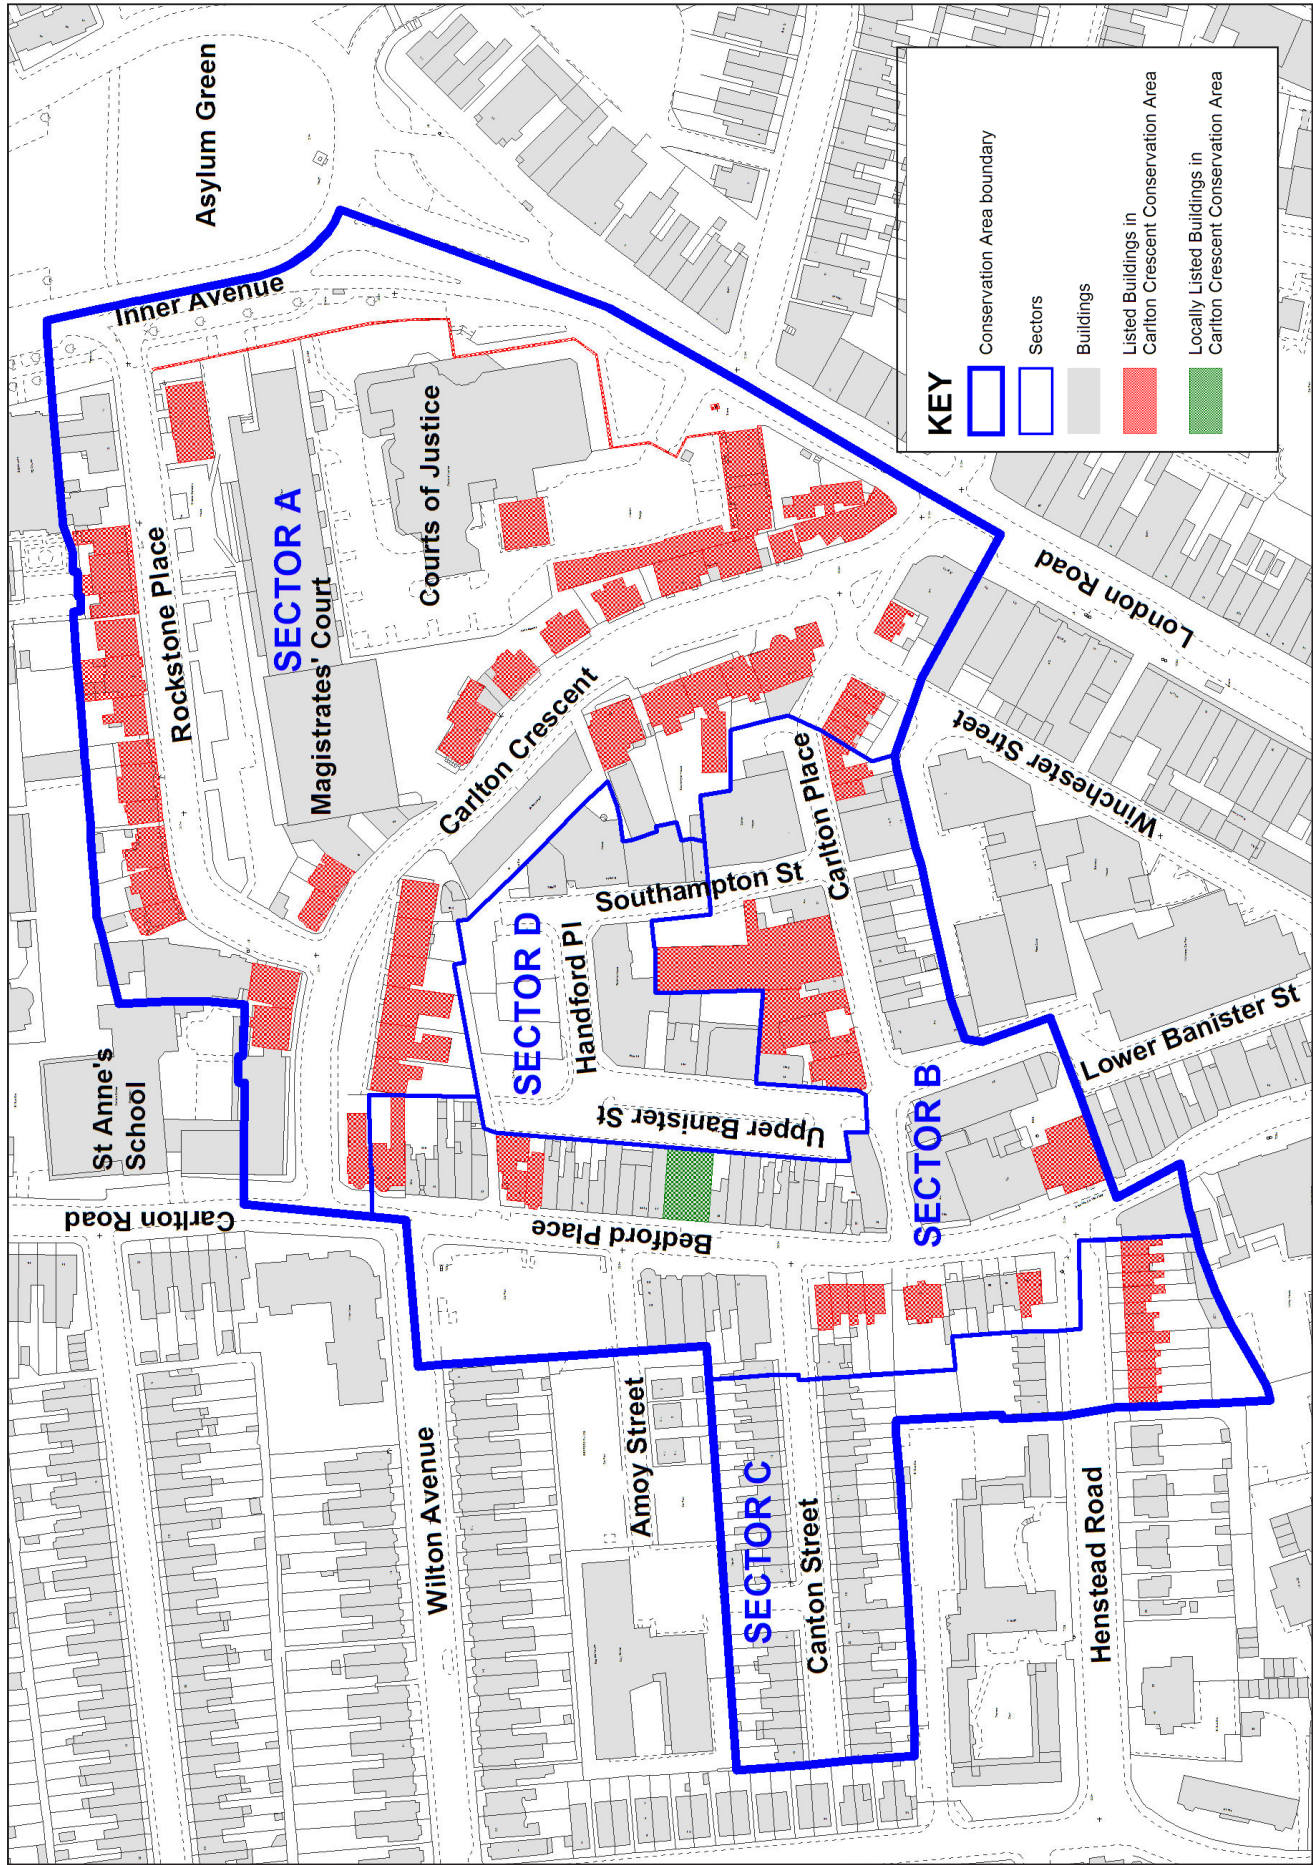 Asylum Green
Inner Avenue
Rockstone Place
SECTOR A
Magistrates' Court
Courts of Justice
Carlton Crescent
St Anne's
School
Carlton Road
SECTOR D
Handford Pl
Southampton St
Carlton Place
London Road
Winchester Street
Upper Banister St
SECTOR B
Lower Banister St
Bedford Place
Wilton Avenue
Amoy Street
SECTOR C
Canton Street
Henstead Road
KEY
Conservation Area boundary
Sectors
Buildings
Listed Buildings in
Carlton Crescent Conservation Area
Locally Listed Buildings in
Carlton Crescent Conservation Area